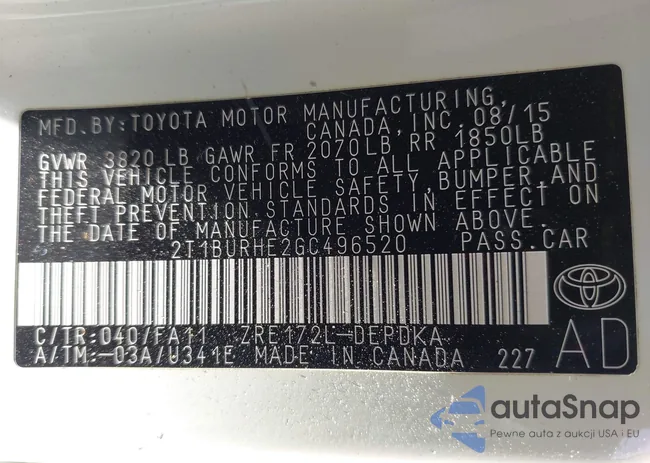 MFD.BY:TOYOTA MOTOR MANUFACTURING,
CANADA,INC.08/15
GVWR 3820 LB GAWR FR 2070LB RR 1850LB
THIS VEHICLE CONFORMS TO ALL APPLICABLE
FEDERAL MOTOR VEHICLE SAFETY,BUMPER,AND
THEFT PREVENTION STANDARDS IN EFFECT ON
THE DATE OF MANUFACTURE SHOWN ABOVE.
2T1BURHE2GC496520 PASS.CAR
C/TR:040/FA11 ZRE172L-DEPDKA
A/TM:-03A/U341E MADE IN CANADA 227
AD
autaSnap
Pewne auta z aukcji USA i EU